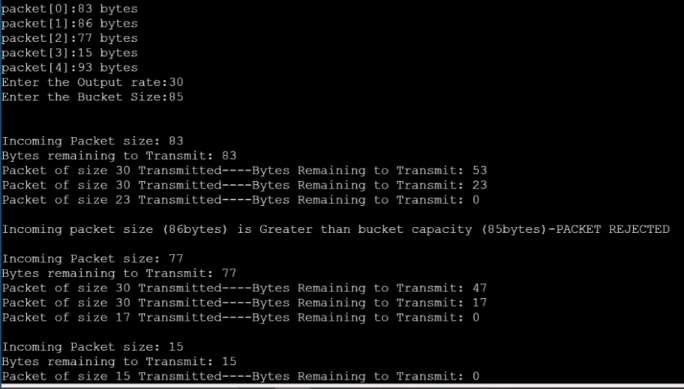 packet[0]:83 bytes
packet[1]:86 bytes
packet[2]:77 bytes
packet[3]:15 bytes
packet[4]:93 bytes
Enter the Output rate:30
Enter the Bucket Size:85
Incoming Packet size: 83
Bytes remaining to Transmit: 83
Packet of size 30 Transmitted----Bytes Remaining to Transmit: 53
Packet of size 30 Transmitted----Bytes Remaining to Transmit: 23
Packet of size 23 Transmitted----Bytes Remaining to Transmit: 0
Incoming packet size (86bytes) is Greater than bucket capacity (85bytes)-PACKET REJECTED
Incoming Packet size: 77
Bytes remaining to Transmit: 77
Packet of size 30 Transmitted----Bytes Remaining to Transmit: 47
Packet of size 30 Transmitted----Bytes Remaining to Transmit: 17
Packet of size 17 Transmitted----Bytes Remaining to Transmit: 0
Incoming Packet size: 15
Bytes remaining to Transmit: 15
Packet of size 15 Transmitted----Bytes Remaining to Transmit: 0